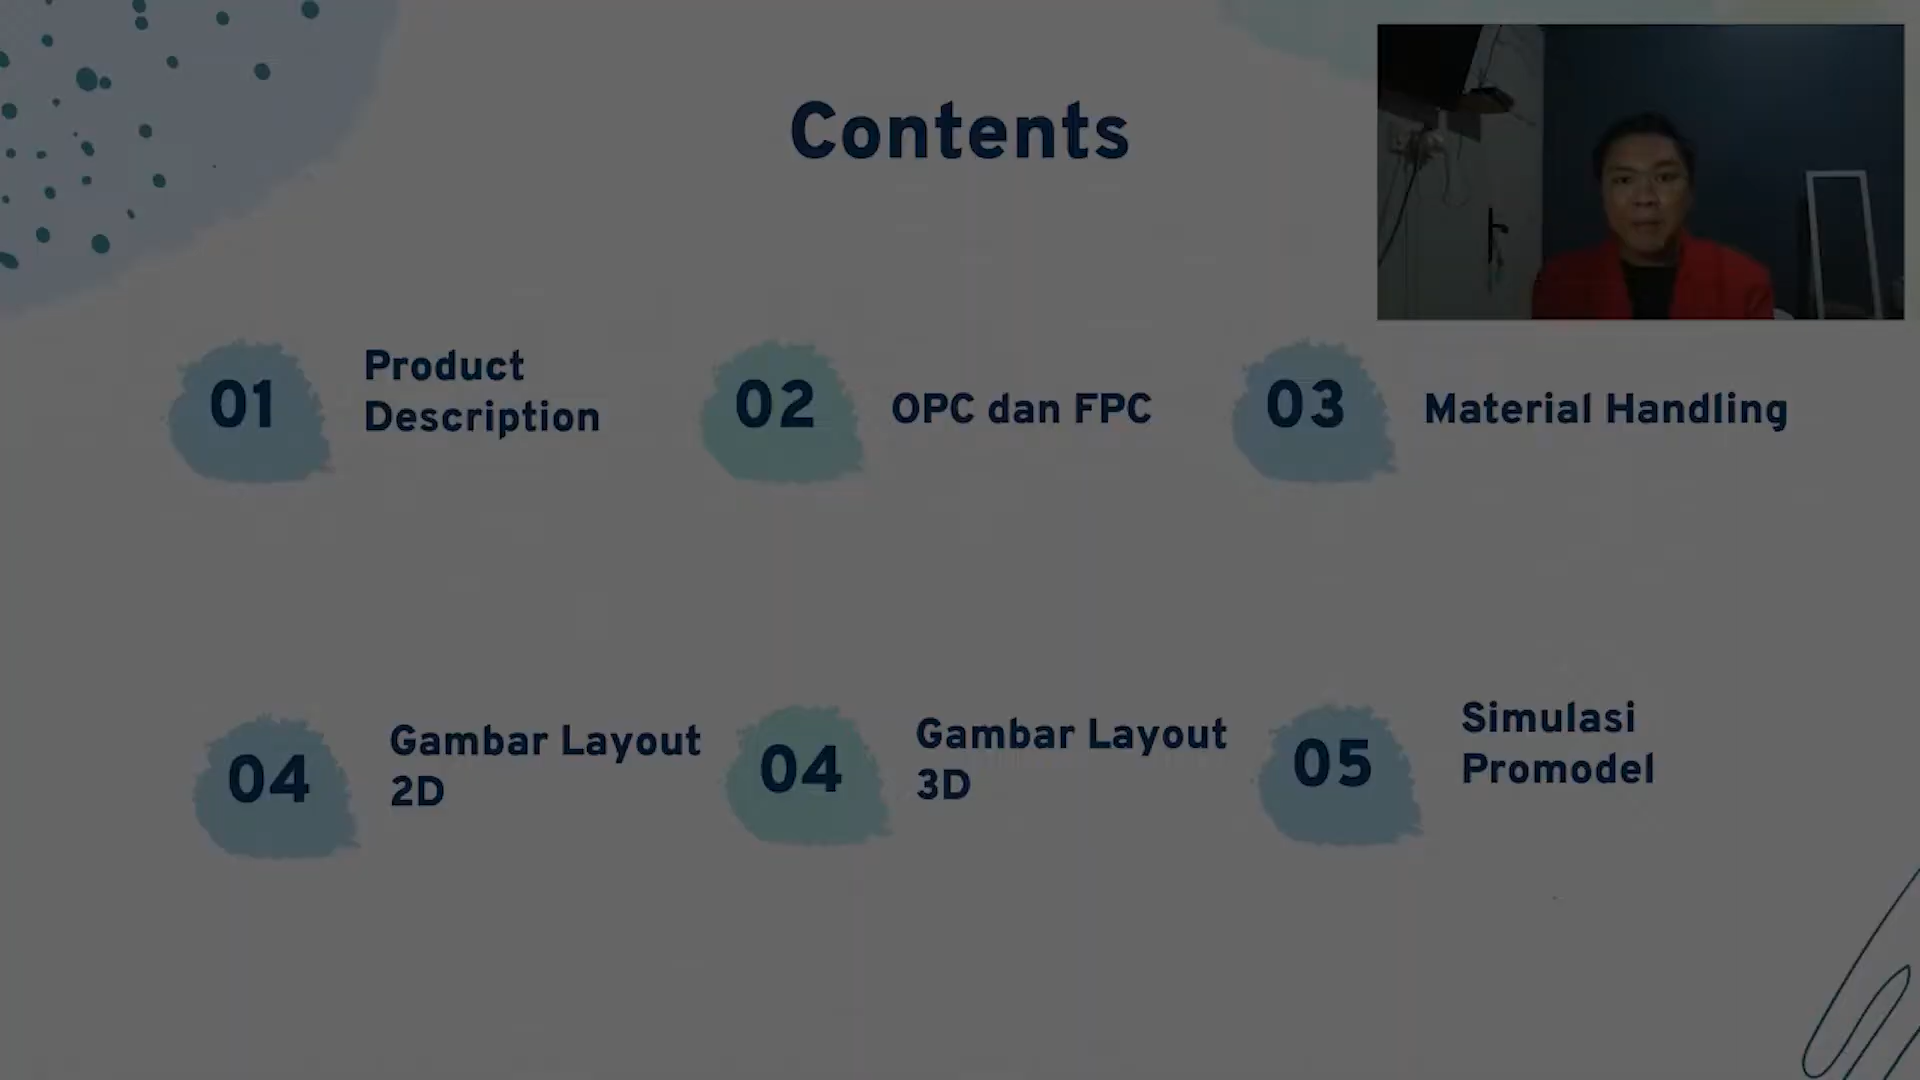 Contents
01
Product
Description
02
OPC dan FPC
03
Material Handling
04
Gambar Layout
2D
04
Gambar Layout
3D
05
Simulasi
Promodel